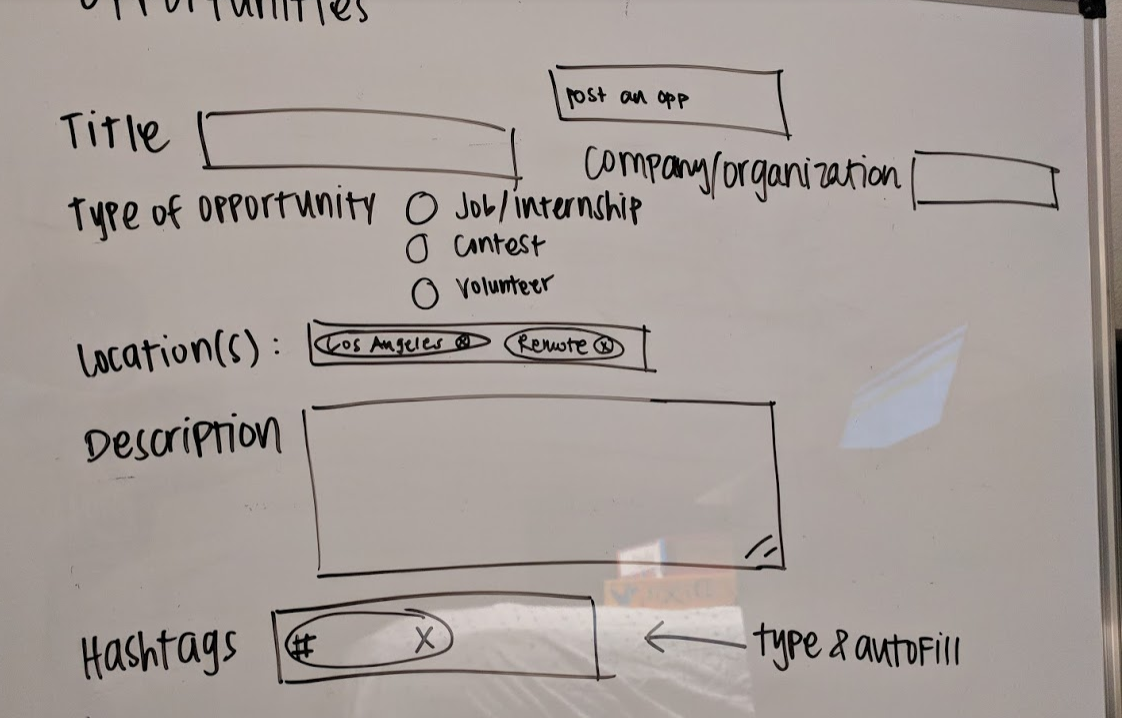 opportunities
post an opp
Title
Company/organization
Type of opportunity
Job/internship
Contest
Volunteer
Location(s):
Los Angeles x
Remote x
Description
Hashtags
# X
← type & autofill